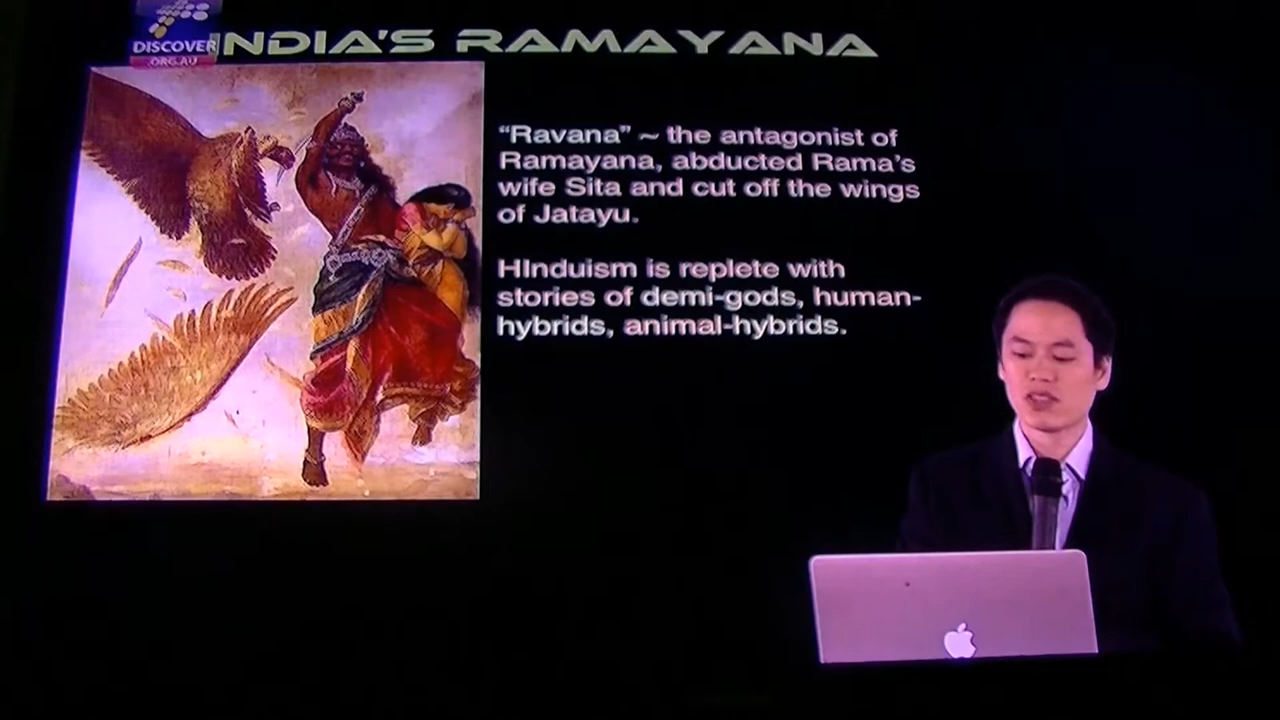 DISCOVER
.ORG.AU
INDIA'S RAMAYANA
“Ravana” ~ the antagonist of
Ramayana, abducted Rama's
wife Sita and cut off the wings
of Jatayu.
HInduism is replete with
stories of demi-gods, human-
hybrids, animal-hybrids.